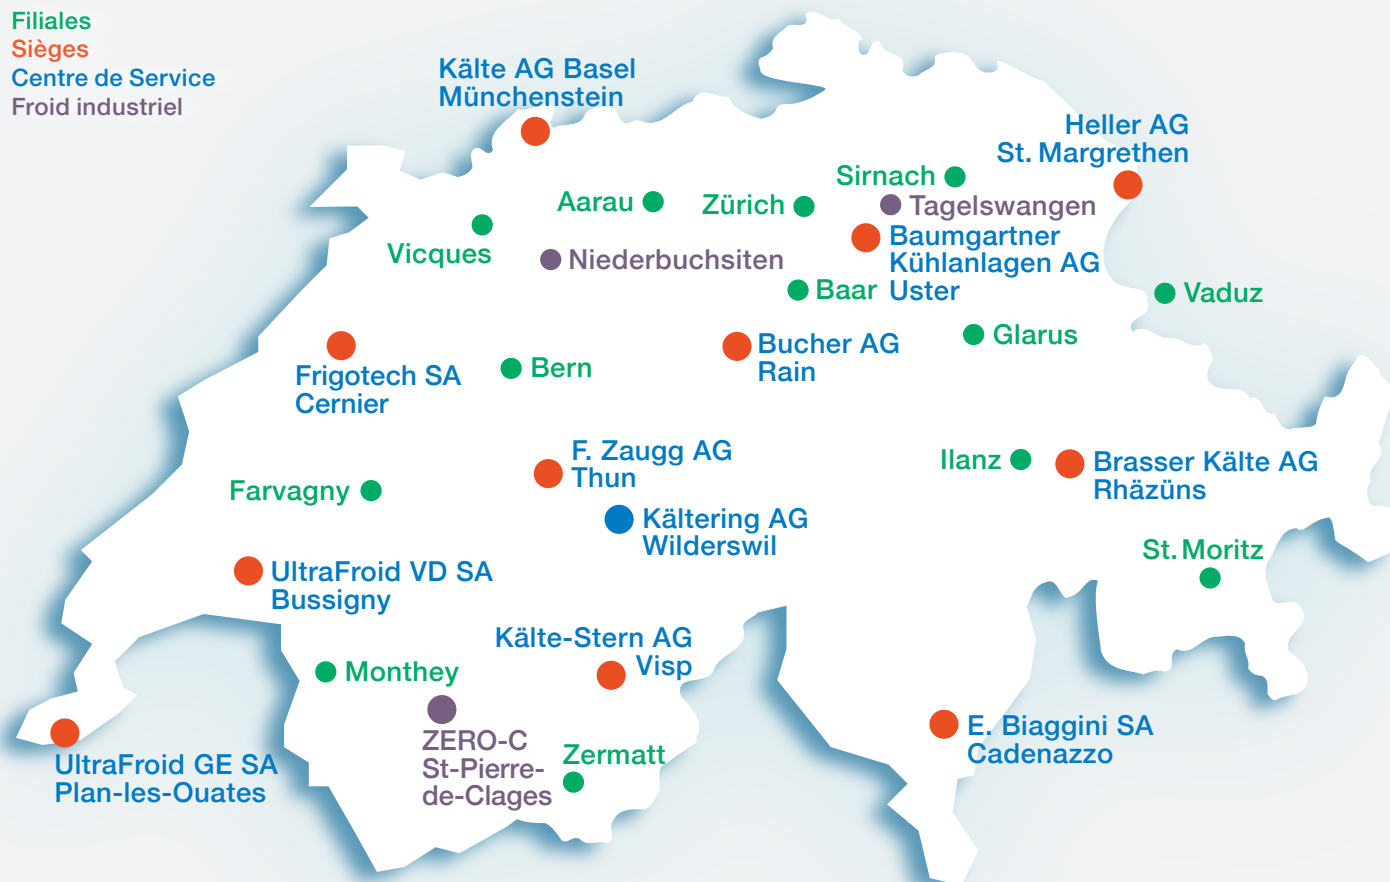 Filiales
Sièges
Centre de Service
Froid industriel
Kälte AG Basel
Münchenstein
Heller AG
St. Margrethen
Sirnach
Aarau
Zürich
Tagelswangen
Vicques
Niederbuchsiten
Baumgartner
Kühlanlagen AG
Uster
Baar
Vaduz
Glarus
Bucher AG
Rain
Frigotech SA
Cernier
Bern
F. Zaugg AG
Thun
Ilanz
Brasser Kälte AG
Rhäzüns
Farvagny
Kältering AG
Wilderswil
St. Moritz
UltraFroid VD SA
Bussigny
Kälte-Stern AG
Visp
Monthey
ZERO-C
St-Pierre-
de-Clages
Zermatt
E. Biaggini SA
Cadenazzo
UltraFroid GE SA
Plan-les-Ouates